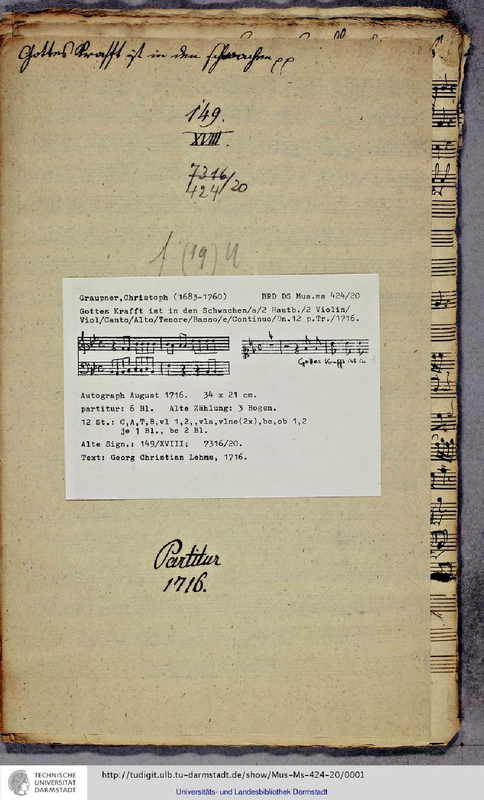 Gottes Krafft ist in den schwachen pp
149.
XVIII.
7316/20
424
f (19) U
Graupner,Christoph (1683-1760) BRD DS Mus.ms 424/20
Gottes Krafft ist in den Schwachen/a/2 Hautb./2 Violin/
Viol/Canto/Alto/Tenore/Basso/e/Continuo/Dn.12 p.Tr./1716.
Gottes Krafft ist in
Autograph August 1716. 34 x 21 cm.
partitur: 6 Bl. Alte Zählung: 3 Bogen.
12 St.: C,A,T,B,vl 1,2,,vla,vlne(2x),bc,ob 1,2
je 1 Bl., bc 2 Bl.
Alte Sign.: 149/XVIII; 7316/20.
Text: Georg Christian Lehms, 1716.
Partitur
1716.
TECHNISCHE
UNIVERSITÄT
DARMSTADT
http://tudigit.ulb.tu-darmstadt.de/show/Mus-Ms-424-20/0001
Universitäts- und Landesbibliothek Darmstadt